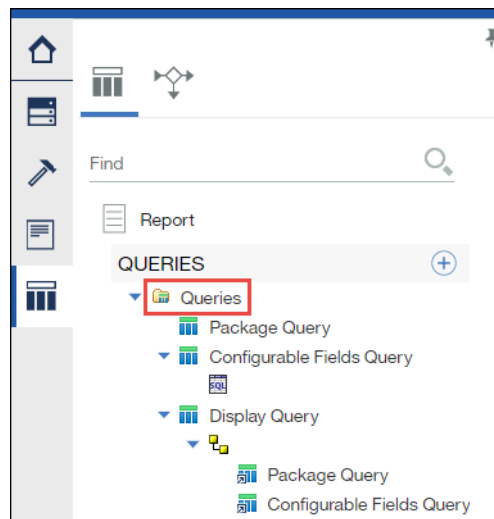 Find
Report
QUERIES
Queries
Package Query
Configurable Fields Query
SQL
Display Query
Package Query
Configurable Fields Query